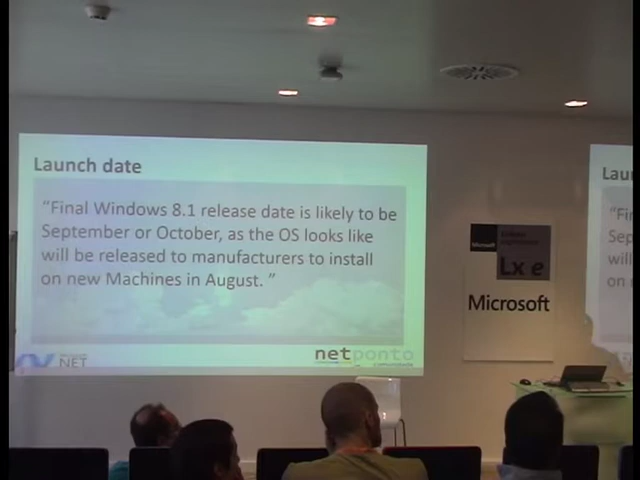 Launch date
“Final Windows 8.1 release date is likely to be
September or October, as the OS looks like
will be released to manufacturers to install
on new Machines in August. ”
NET
netponto
Microsoft
Lx e
Microsoft
Lau
“Fi
Sep
will
on